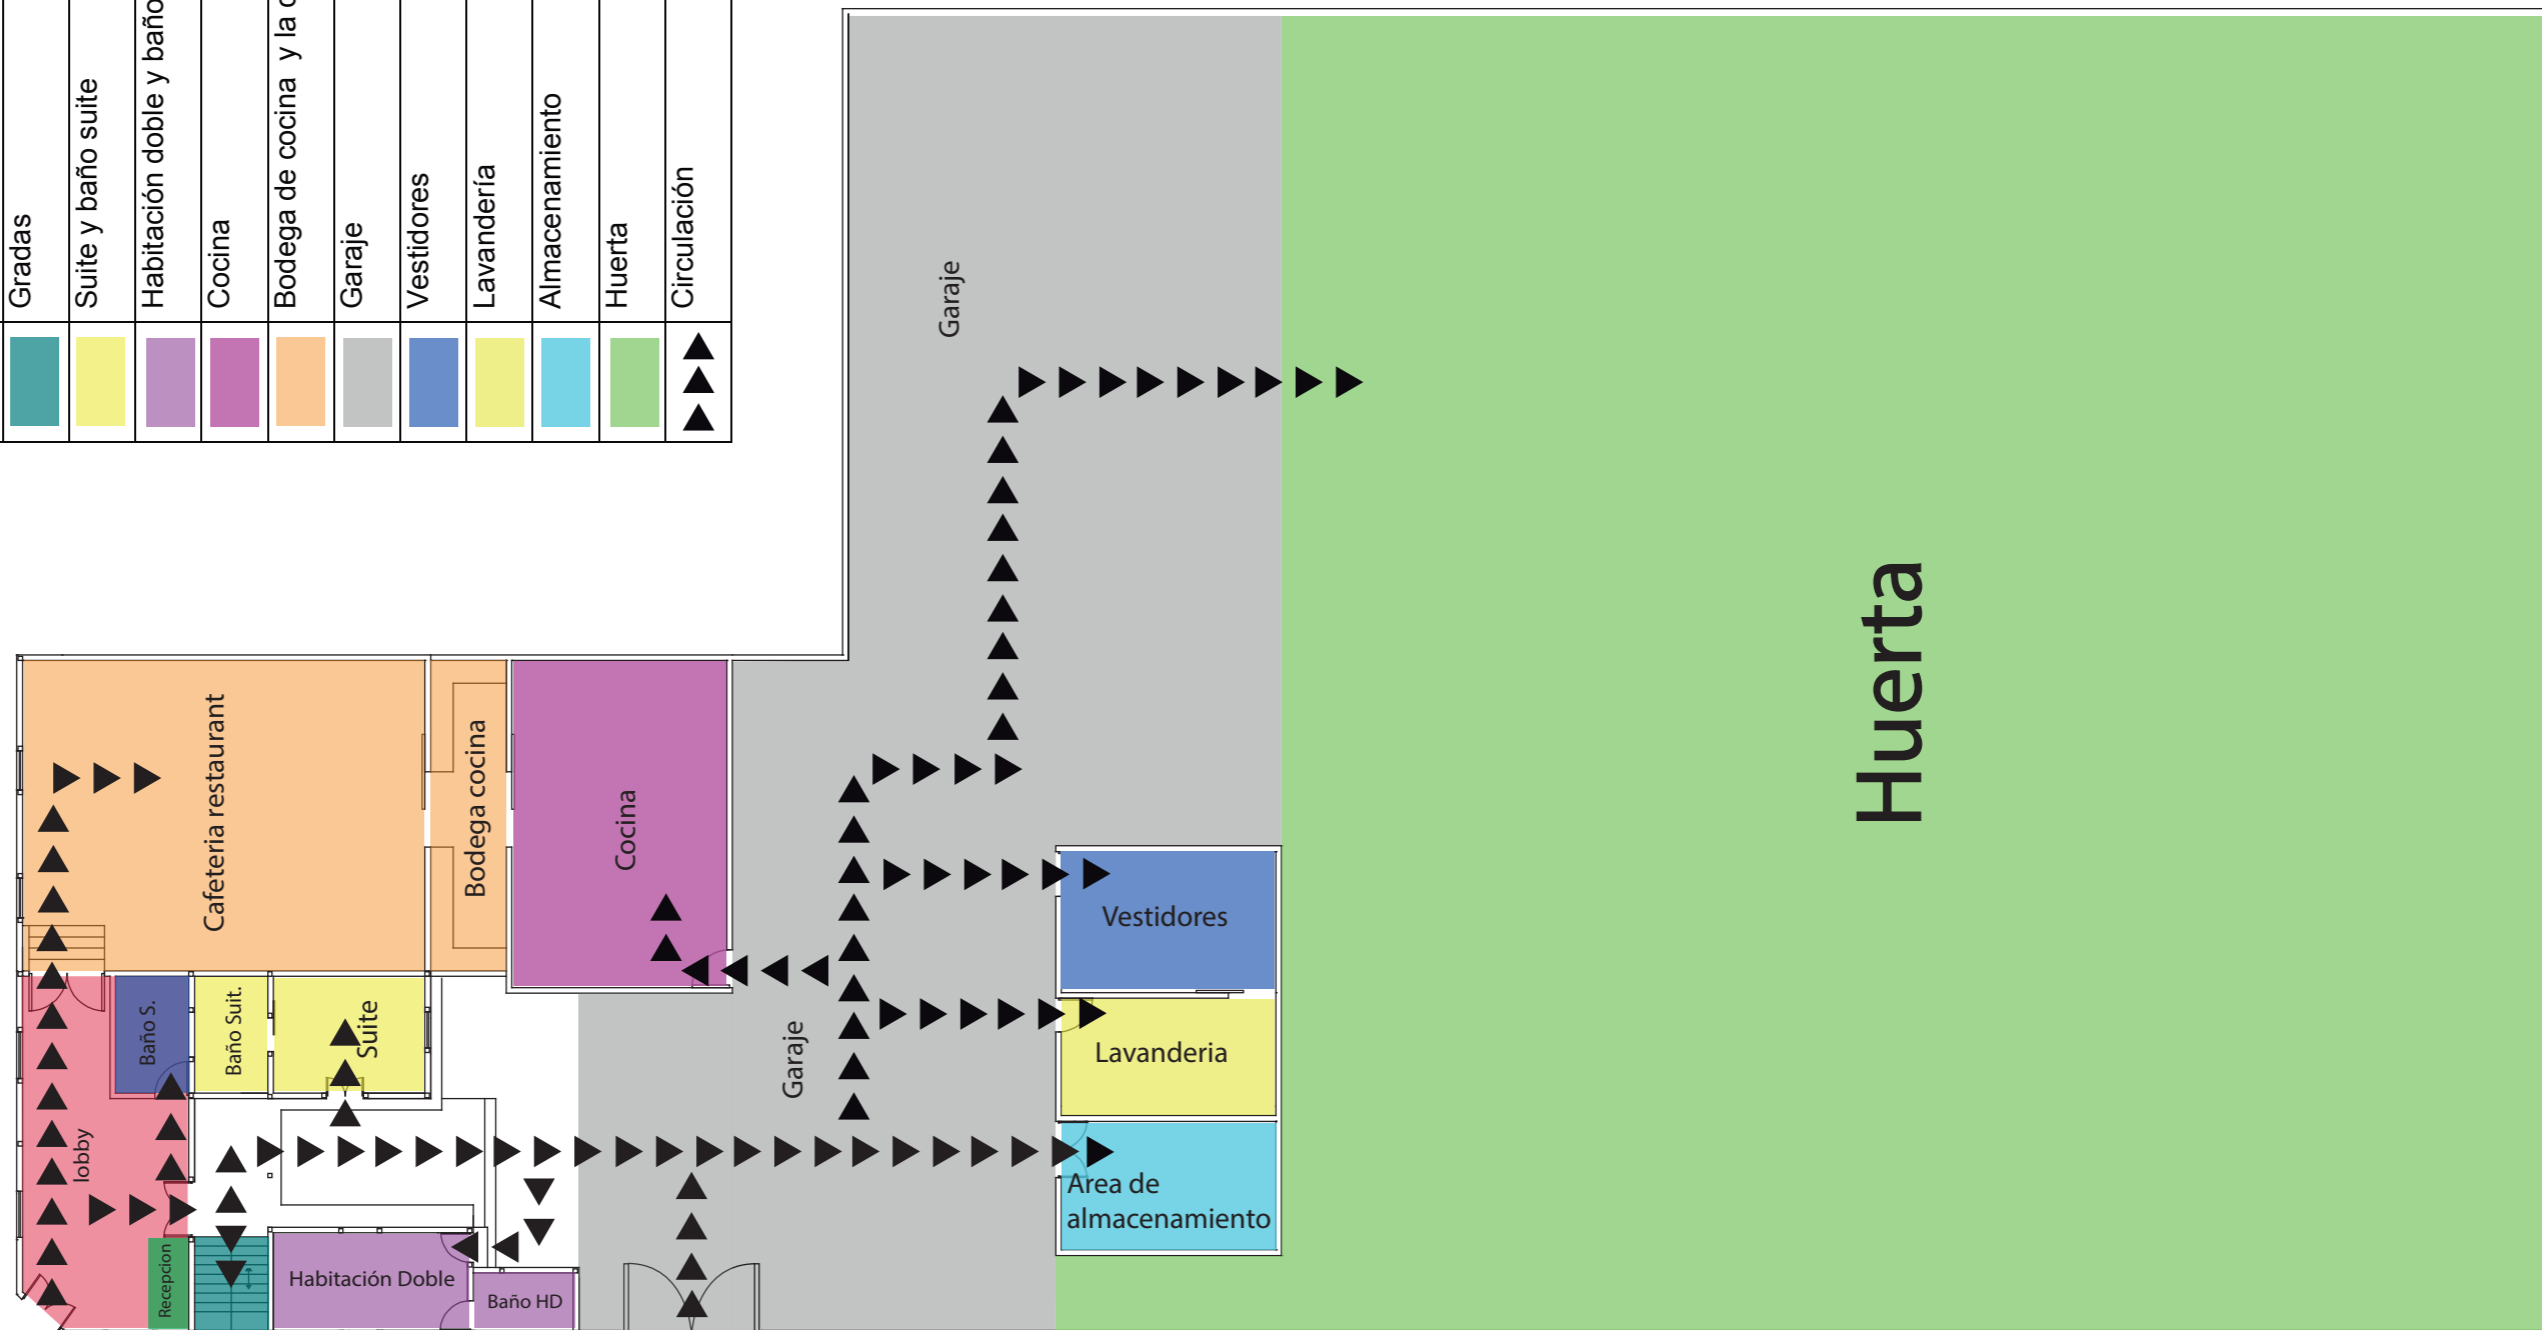 Gradas
Suite y baño suite
Habitación doble y baño
Cocina
Bodega de cocina y la
Garaje
Vestidores
Lavandería
Almacenamiento
Huerta
Circulación
Garaje
Huerta
Cafeteria restaurant
Bodega cocina
Cocina
Vestidores
Baño S.
Baño Suit.
Suite
Garaje
Lavanderia
lobby
Area de
almacenamiento
Recepcion
Habitación Doble
Baño HD